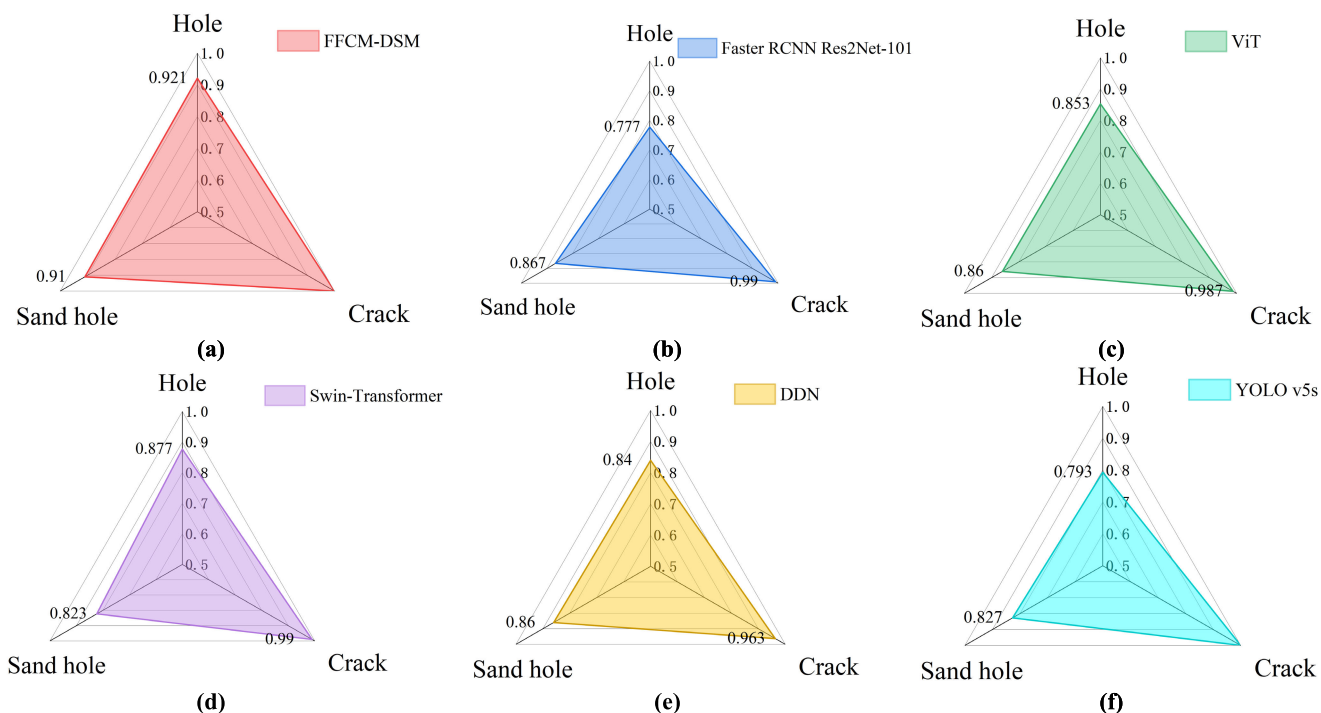 Hole
FFCM-DSM
1.0
0.921
0.9
0.8
0.7
0.6
0.5
0.91
Sand hole
Crack
(a)
Hole
Faster RCNN Res2Net-101
1.0
0.9
0.777
0.8
0.7
0.6
0.5
0.867
0.99
Sand hole
Crack
(b)
Hole
ViT
1.0
0.853
0.9
0.8
0.7
0.6
0.5
0.86
0.987
Sand hole
Crack
(c)
Hole
Swin-Transformer
1.0
0.877
0.9
0.8
0.7
0.6
0.5
0.823
0.99
Sand hole
Crack
(d)
Hole
DDN
1.0
0.9
0.84
0.8
0.7
0.6
0.5
0.86
0.963
Sand hole
Crack
(e)
Hole
YOLO v5s
1.0
0.9
0.793
0.8
0.7
0.6
0.5
0.827
Sand hole
Crack
(f)